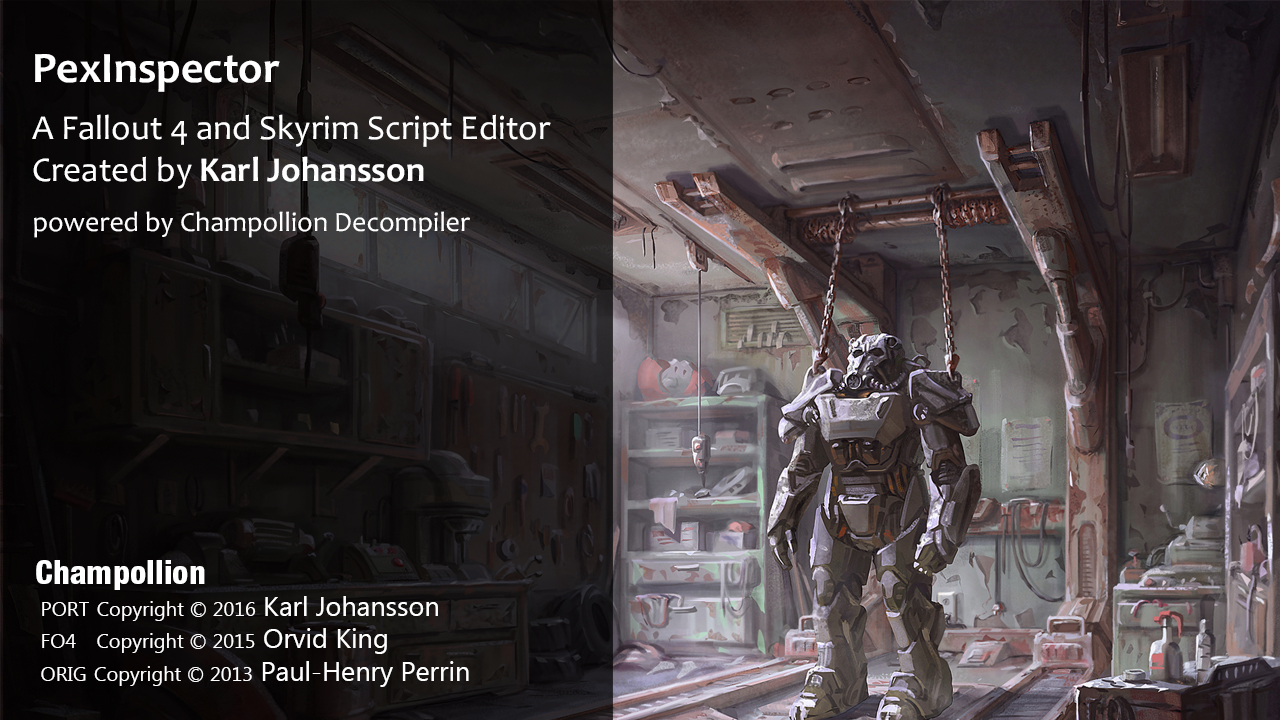 PexInspector
A Fallout 4 and Skyrim Script Editor
Created by Karl Johansson
powered by Champollion Decompiler
Champollion
PORT Copyright © 2016 Karl Johansson
FO4 Copyright © 2015 Orvid King
ORIG Copyright © 2013 Paul-Henry Perrin